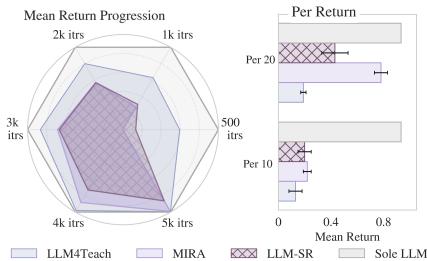 Mean Return Progression
2k itrs
1k itrs
3k
itrs
500
itrs
4k itrs
5k itrs
Per Return
Per 20
Per 10
0
0.4
0.8
Mean Return
LLM4Teach
MIRA
LLM-SR
Sole LLM